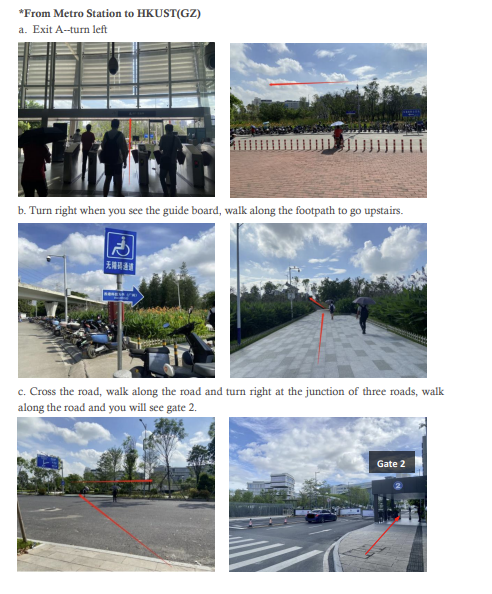 *From Metro Station to HKUST(GZ)
a. Exit A--turn left
b. Turn right when you see the guide board, walk along the footpath to go upstairs.
无障碍通道
c. Cross the road, walk along the road and turn right at the junction of three roads, walk
along the road and you will see gate 2.
Gate 2
2